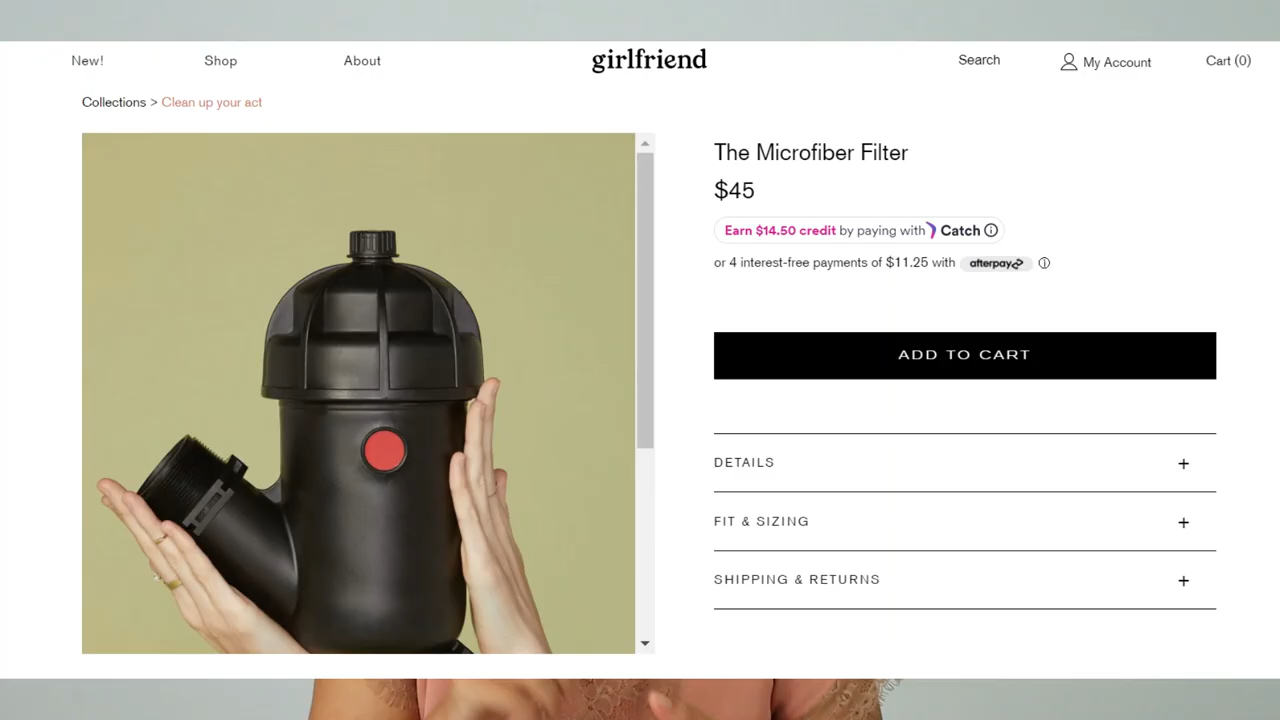 New!
Shop
About
girlfriend
Search
My Account
Cart (0)
Collections > Clean up your act
The Microfiber Filter
$45
Earn $14.50 credit by paying with Catch
or 4 interest-free payments of $11.25 with afterpay
ADD TO CART
DETAILS +
FIT & SIZING +
SHIPPING & RETURNS +